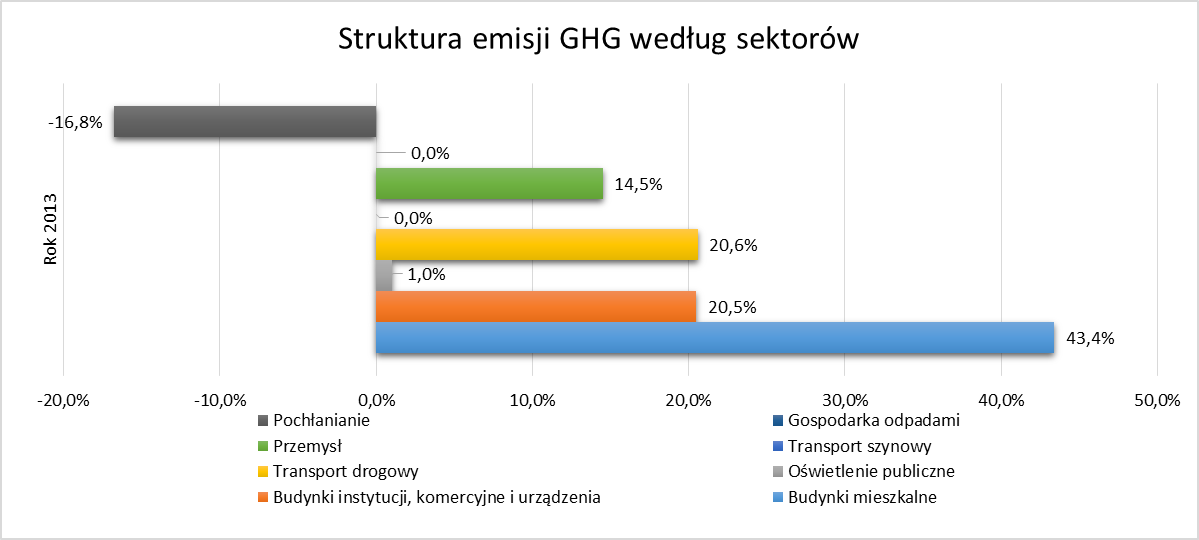 Struktura emisji GHG według sektorów
-16,8%
0,0%
14,5%
0,0%
20,6%
1,0%
20,5%
43,4%
Rok 2013
-20,0% -10,0% 0,0% 10,0% 20,0% 30,0% 40,0% 50,0%
Pochłanianie Gospodarka odpadami
Przemysł Transport szynowy
Transport drogowy Oświetlenie publiczne
Budynki instytucji, komercyjne i urządzenia Budynki mieszkalne